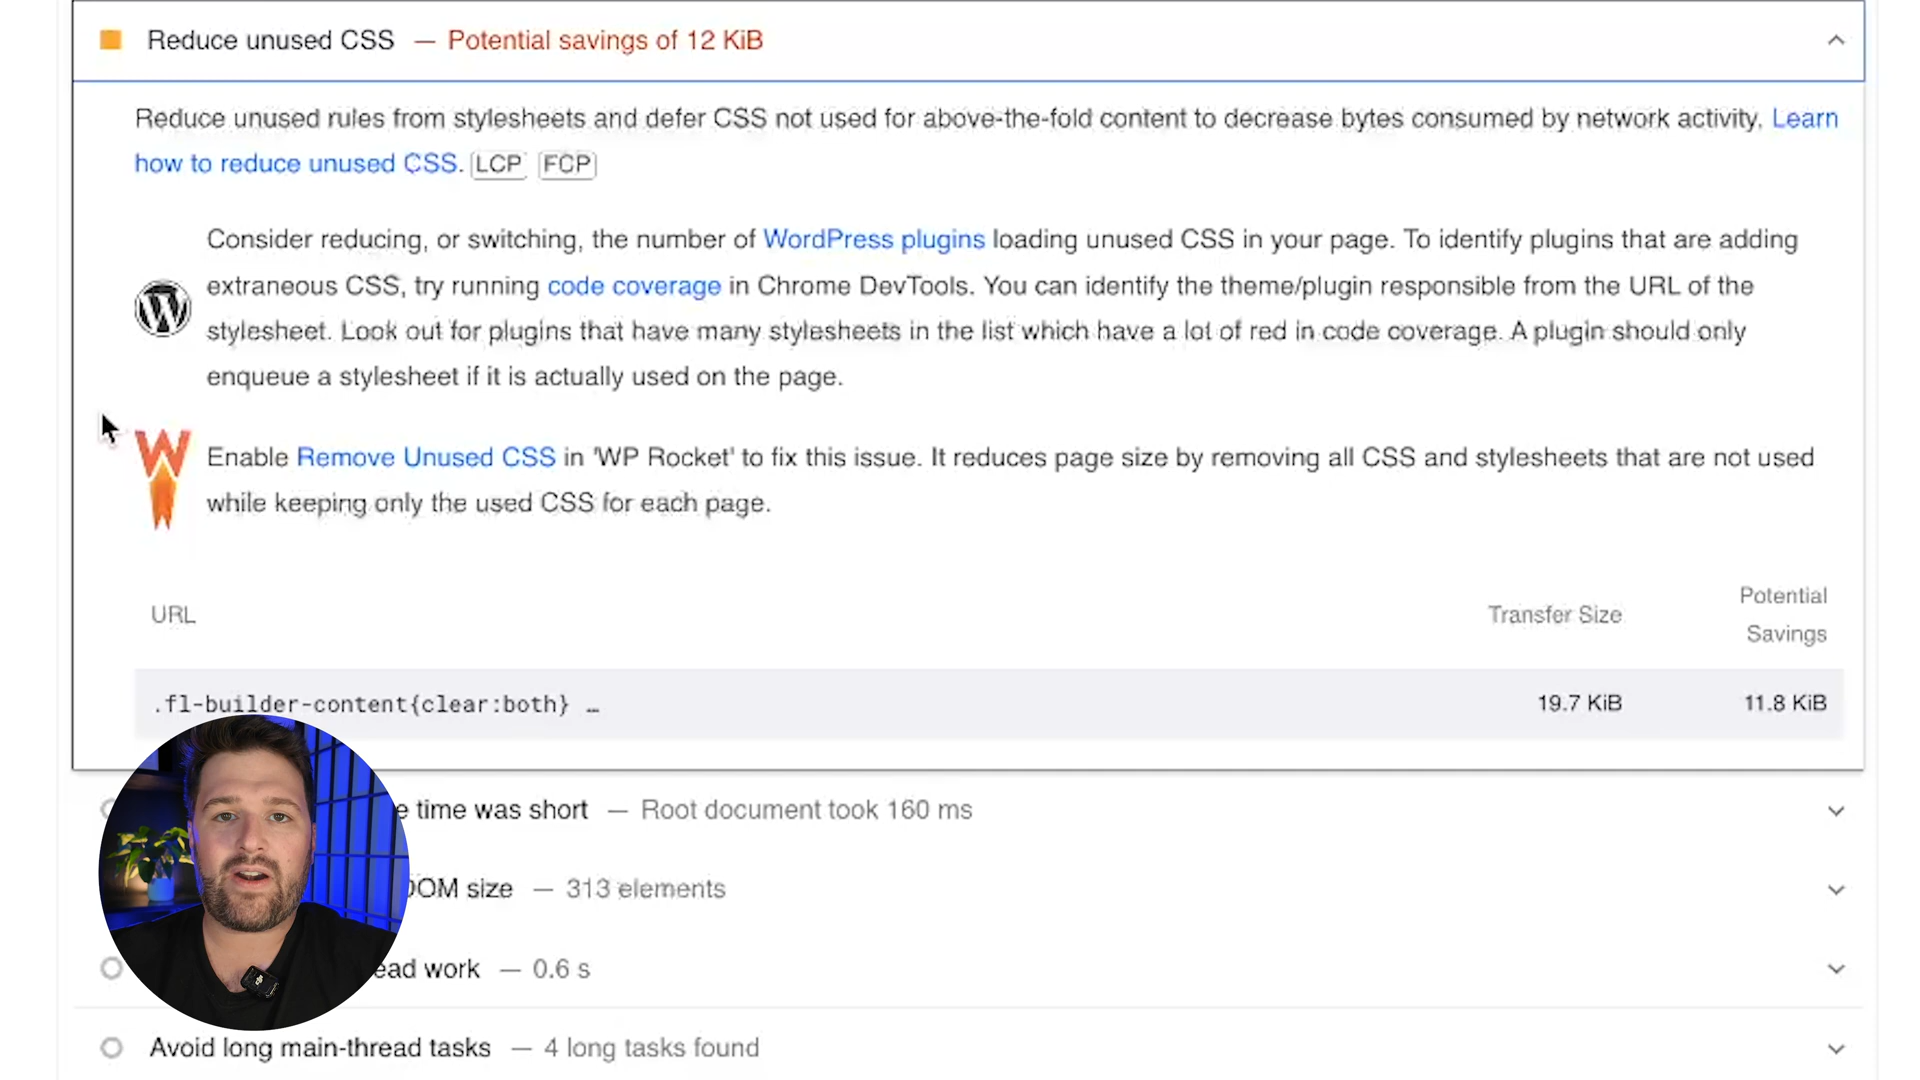 Reduce unused CSS — Potential savings of 12 KiB
Reduce unused rules from stylesheets and defer CSS not used for above-the-fold content to decrease bytes consumed by network activity. Learn
how to reduce unused CSS. LCP FCP
Consider reducing, or switching, the number of WordPress plugins loading unused CSS in your page. To identify plugins that are adding
extraneous CSS, try running code coverage in Chrome DevTools. You can identify the theme/plugin responsible from the URL of the
stylesheet. Look out for plugins that have many stylesheets in the list which have a lot of red in code coverage. A plugin should only
enqueue a stylesheet if it is actually used on the page.
Enable Remove Unused CSS in 'WP Rocket' to fix this issue. It reduces page size by removing all CSS and stylesheets that are not used
while keeping only the used CSS for each page.
URL Transfer Size Potential Savings
.fl-builder-content{clear:both} … 19.7 KiB 11.8 KiB
time was short — Root document took 160 ms
DOM size — 313 elements
work — 0.6 s
Avoid long main-thread tasks — 4 long tasks found